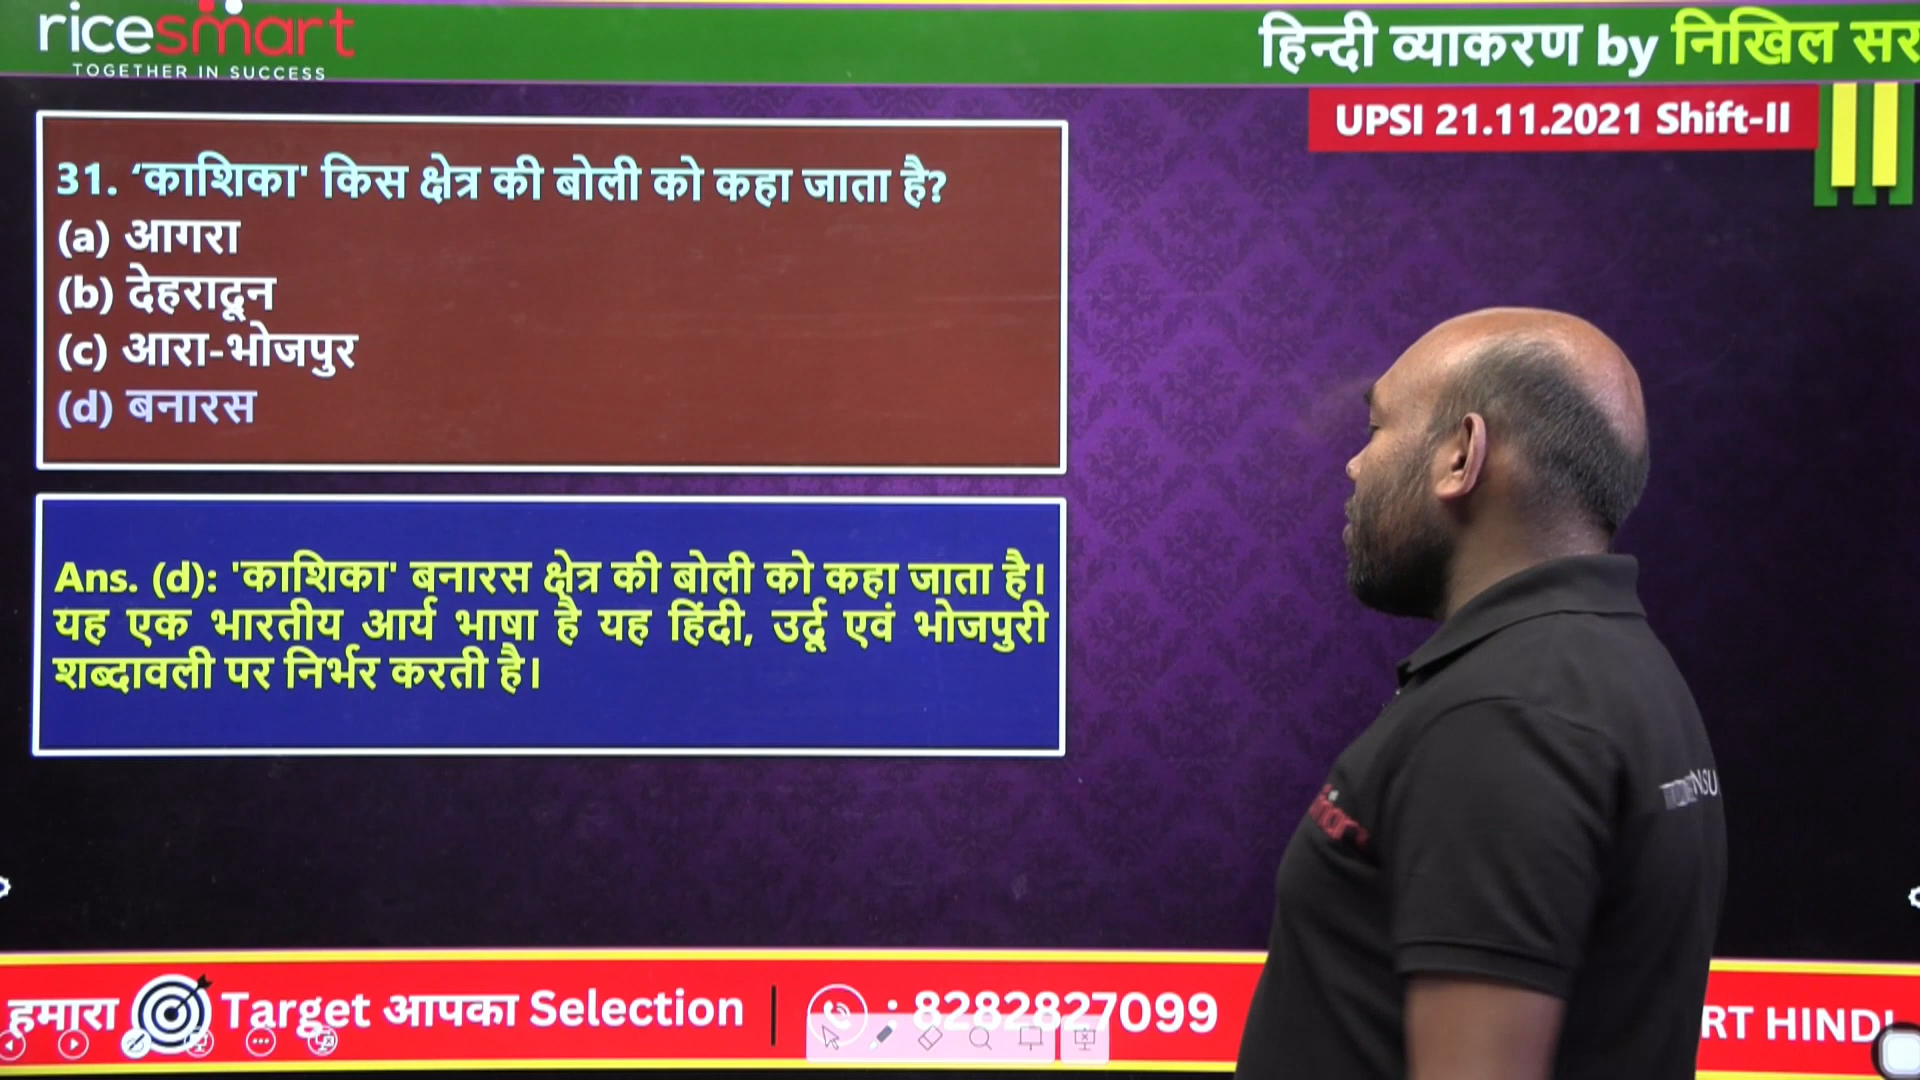 ricesmart
TOGETHER IN SUCCESS
हिन्दी व्याकरण by निखिल सर
UPSI 21.11.2021 Shift-II
31. ‘काशिका' किस क्षेत्र की बोली को कहा जाता है?
(a) आगरा
(b) देहरादून
(c) आरा-भोजपुर
(d) बनारस
Ans. (d): 'काशिका' बनारस क्षेत्र की बोली को कहा जाता है।
यह एक भारतीय आर्य भाषा है यह हिंदी, उर्दू एवं भोजपुरी
शब्दावली पर निर्भर करती है।
हमारा Target आपका Selection | : 8282827099
RT HINDI